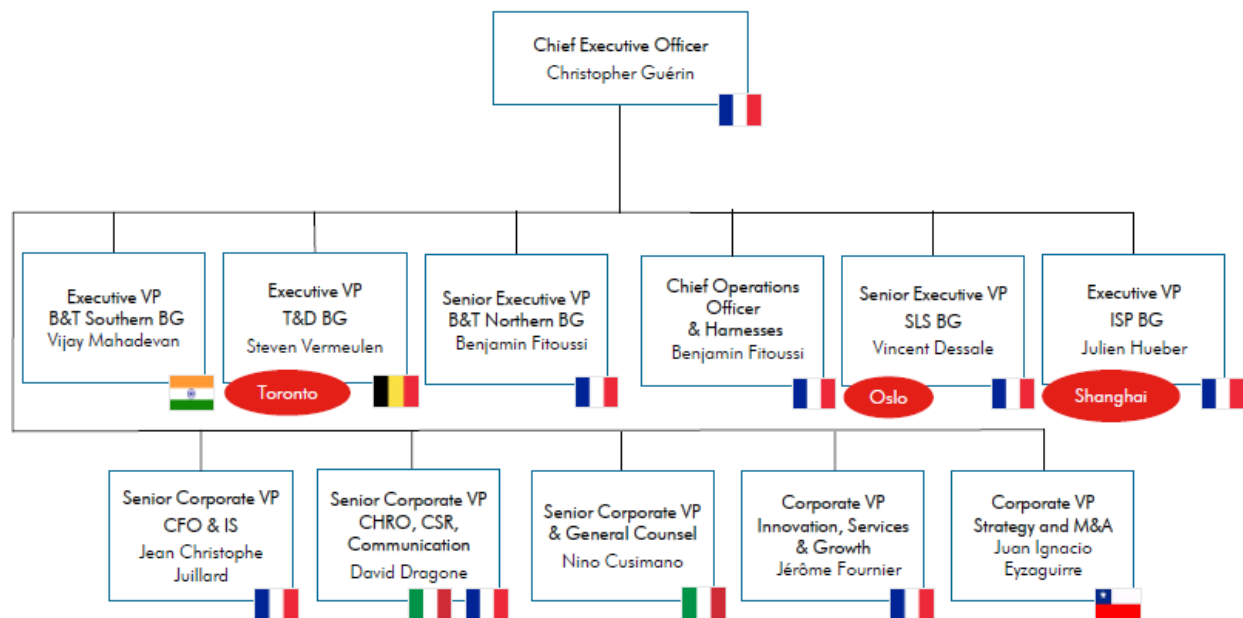 Chief Executive Officer
Christopher Guérin
Executive VP
B&T Southern BG
Vijay Mahadevan
Executive VP
T&D BG
Steven Vermeulen
Toronto
Senior Executive VP
B&T Northern BG
Benjamin Fitoussi
Chief Operations
Officer
& Harnesses
Benjamin Fitoussi
Senior Executive VP
SLS BG
Vincent Dessale
Oslo
Executive VP
ISP BG
Julien Hueber
Shanghai
Senior Corporate VP
CFO & IS
Jean Christophe
Juillard
Senior Corporate VP
CHRO, CSR,
Communication
David Dragone
Senior Corporate VP
& General Counsel
Nino Cusimano
Corporate VP
Innovation, Services
& Growth
Jérôme Fournier
Corporate VP
Strategy and M&A
Juan Ignacio
Eyzaguirre